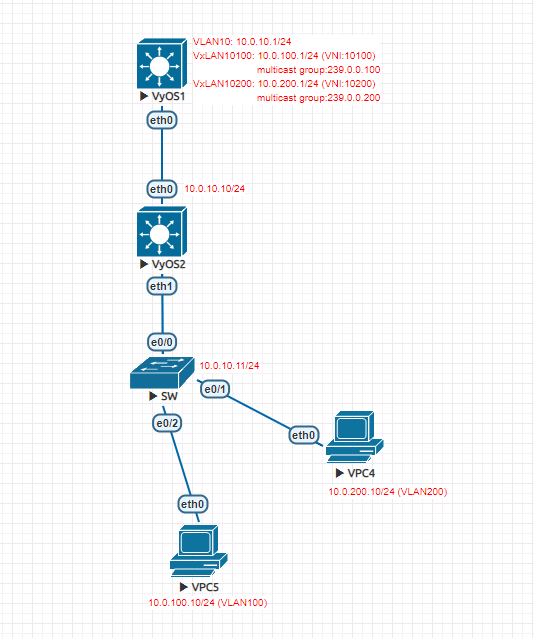 VLAN10: 10.0.10.1/24
VxLAN10100: 10.0.100.1/24 (VNI:10100)
multicast group:239.0.0.100
VxLAN10200: 10.0.200.1/24 (VNI:10200)
multicast group:239.0.0.200
VyOS1
eth0
eth0
10.0.10.10/24
VyOS2
eth1
e0/0
10.0.10.11/24
SW
e0/1
e0/2
eth0
VPC4
10.0.200.10/24 (VLAN200)
eth0
VPC5
10.0.100.10/24 (VLAN100)